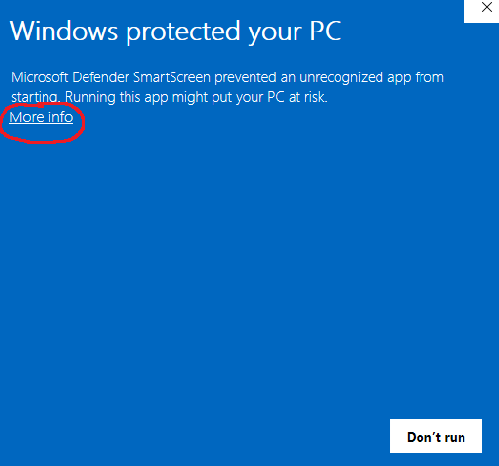 Windows protected your PC
Microsoft Defender SmartScreen prevented an unrecognized app from
starting. Running this app might put your PC at risk.
More info
Don't run